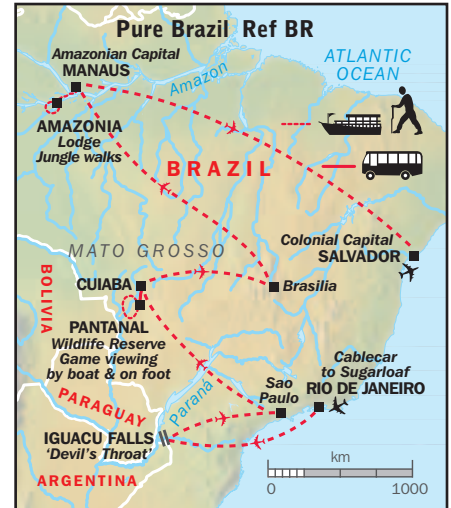 Pure Brazil Ref BR
Amazonian Capital
MANAUS
Amazon
ATLANTIC
OCEAN
AMAZONIA
Lodge
Jungle walks
BRAZIL
MATO GROSSO
Colonial Capital
SALVADOR
BOLIVIA
CUIABA
Brasilia
PANTANAL
Wildlife Reserve
Game viewing
by boat & on foot
Cablecar
to Sugarloaf
RIO DE JANEIRO
Sao
Paulo
Paraná
PARAGUAY
IGUACU FALLS
‘Devil’s Throat’
ARGENTINA
km
0
1000